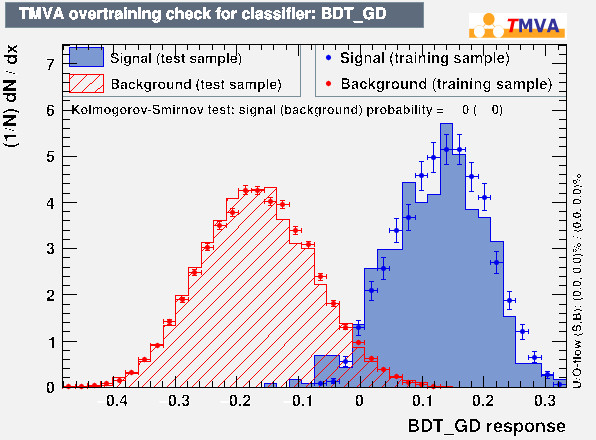 TMVA overtraining check for classifier: BDT_GD
TMVA
Signal (test sample)
Background (test sample)
Signal (training sample)
Background (training sample)
Kolmogorov-Smirnov test: signal (background) probability = 0 ( 0)
(1/N) dN / dx
7
6
5
4
3
2
1
0
-0.4 -0.3 -0.2 -0.1 0 0.1 0.2 0.3
BDT_GD response
U/O-flow (S,B): (0.0, 0.0)% / (0.0, 0.0)%